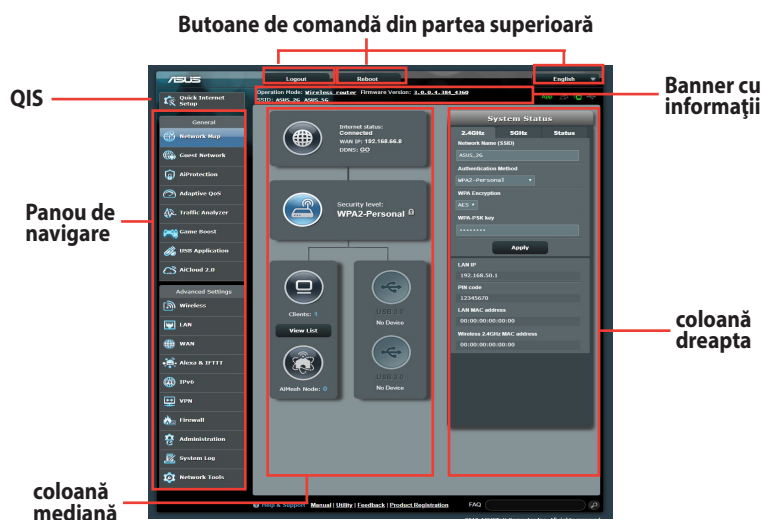 Butoane de comandă din partea superioară
QIS
Banner cu
informaţii
Panou de
navigare
coloană
dreapta
coloană
mediană
ASUS
Logout
Reboot
English
Quick Internet
Setup
Operation Mode: Wireless router Firmware Version: 3.0.0.4.384_4360
SSID: ASUS_2G ASUS_5G
General
Network Map
Guest Network
AiProtection
Adaptive QoS
Traffic Analyzer
Game Boost
USB Application
AiCloud 2.0
Advanced Settings
Wireless
LAN
WAN
Alexa & IFTTT
IPv6
VPN
Firewall
Administration
System Log
Network Tools
Internet status:
Connected
WAN IP: 192.168.66.8
DDNS: GO
Security level:
WPA2-Personal
Clients: 1
View List
AiMesh Node: 0
USB 3.0
No Device
No Device
System Status
2.4GHz 5GHz Status
Network Name (SSID)
ASUS_2G
Authentication Method
WPA2-Personal
WPA Encryption
AES
WPA-PSK key
••••••••
Apply
LAN IP
192.168.50.1
PIN code
12345670
LAN MAC address
00:00:00:00:00:00
Wireless 2.4GHz MAC address
00:00:00:00:00:00
Help & Support Manual | Utility | Feedback | Product Registration FAQ